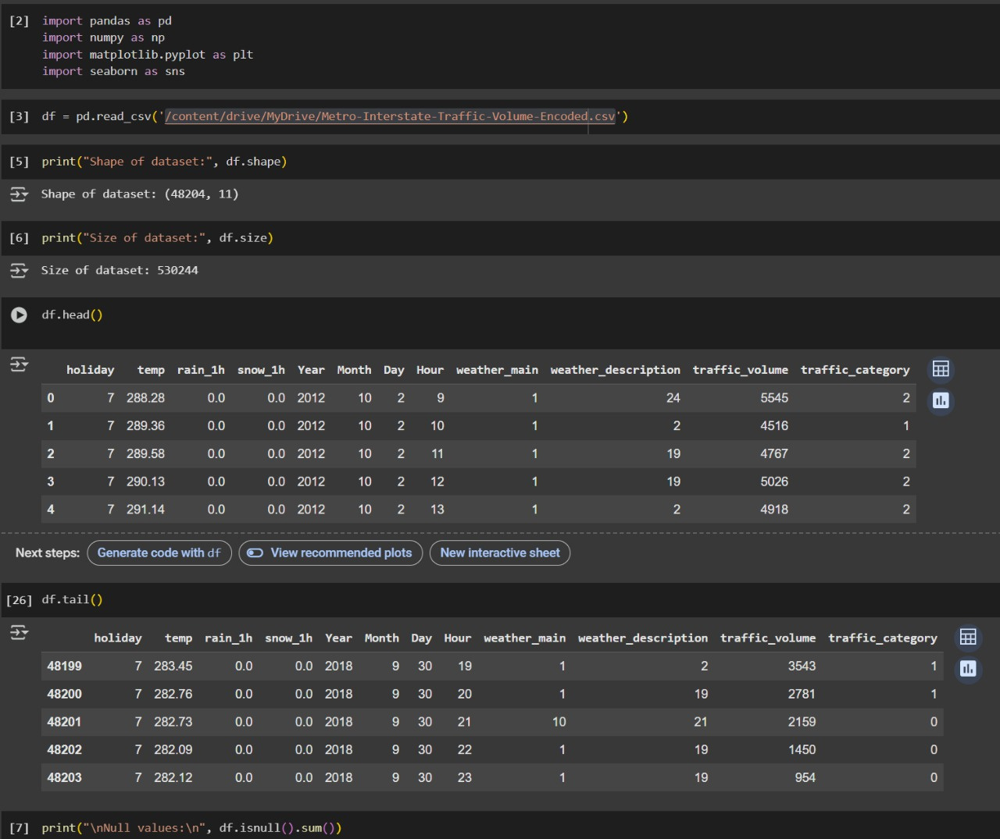 [2] import pandas as pd
import numpy as np
import matplotlib.pyplot as plt
import seaborn as sns
[3] df = pd.read_csv('/content/drive/MyDrive/Metro-Interstate-Traffic-Volume-Encoded.csv')
[5] print("Shape of dataset:", df.shape)
Shape of dataset: (48204, 11)
[6] print("Size of dataset:", df.size)
Size of dataset: 530244
df.head()
holiday temp rain_1h snow_1h Year Month Day Hour weather_main weather_description traffic_volume traffic_category
0 7 288.28 0.0 0.0 2012 10 2 9 1 24 5545 2
1 7 289.36 0.0 0.0 2012 10 2 10 1 2 4516 1
2 7 289.58 0.0 0.0 2012 10 2 11 1 19 4767 2
3 7 290.13 0.0 0.0 2012 10 2 12 1 19 5026 2
4 7 291.14 0.0 0.0 2012 10 2 13 1 2 4918 2
Next steps: Generate code with df View recommended plots New interactive sheet
[26] df.tail()
holiday temp rain_1h snow_1h Year Month Day Hour weather_main weather_description traffic_volume traffic_category
48199 7 283.45 0.0 0.0 2018 9 30 19 1 2 3543 1
48200 7 282.76 0.0 0.0 2018 9 30 20 1 19 2781 1
48201 7 282.73 0.0 0.0 2018 9 30 21 10 21 2159 0
48202 7 282.09 0.0 0.0 2018 9 30 22 1 19 1450 0
48203 7 282.12 0.0 0.0 2018 9 30 23 1 19 954 0
[7] print("\nNull values:\n", df.isnull().sum())